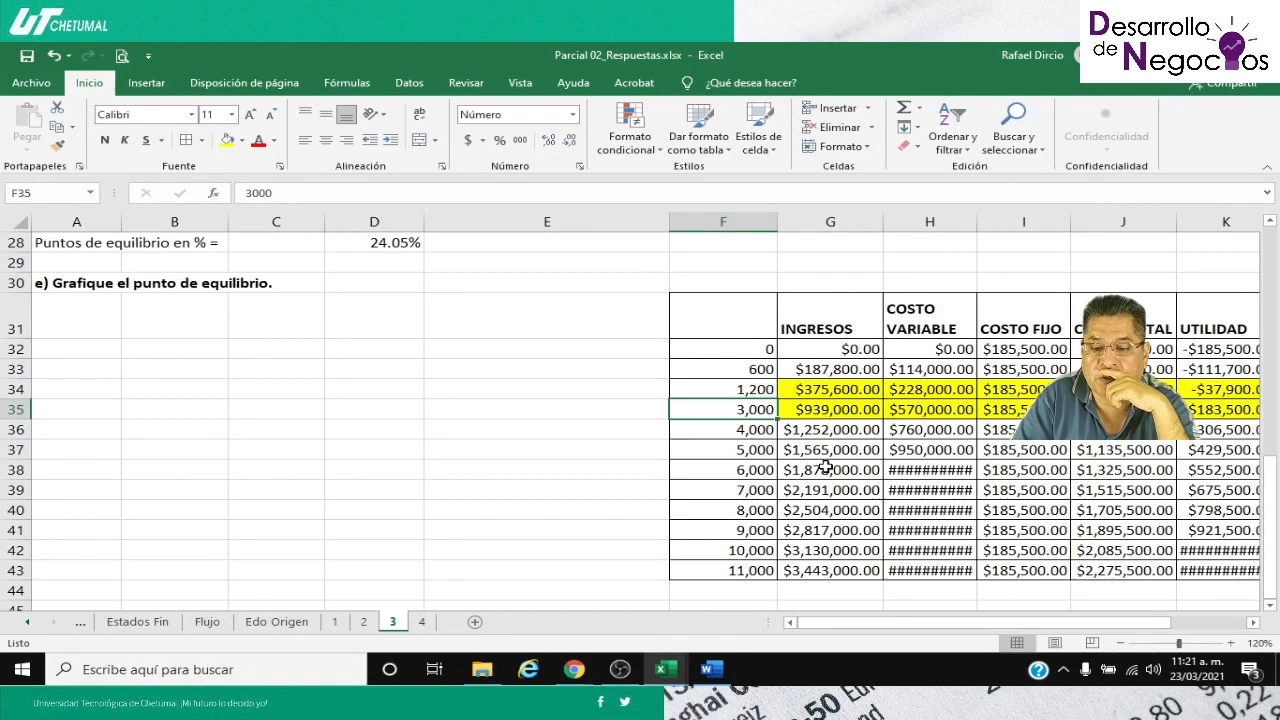 UT CHETUMAL
Desarrollo de Negocios
Parcial 02_Respuestas.xlsx - Excel
Rafael Dircio
Archivo Inicio Insertar Disposición de página Fórmulas Datos Revisar Vista Ayuda Acrobat ¿Qué desea hacer? Compartir
Pegar Calibri 11 N K S Número $ % 000
Formato condicional Dar formato como tabla Estilos de celda
Insertar
Eliminar
Formato
Ordenar y filtrar Buscar y seleccionar Confidencialidad
Portapapeles Fuente Alineación Número Estilos Celdas Edición Confidencialidad
F35 fx 3000
A B C D E F G H I J K
28 Puntos de equilibrio en % = 24.05%
29
30 e) Grafique el punto de equilibrio.
31 INGRESOS COSTO VARIABLE COSTO FIJO TAL UTILIDAD
32 0 $0.00 $0.00 $185,500.00 -$185,500.0
33 600 $187,800.00 $114,000.00 $185,500.00 -$111,700.0
34 1,200 $375,600.00 $228,000.00 $185,5 -$37,900.0
35 3,000 $939,000.00 $570,000.00 $185,5 $183,500.0
36 4,000 $1,252,000.00 $760,000.00 $185,5 306,500.0
37 5,000 $1,565,000.00 $950,000.00 $185,500.00 $1,135,500.00 $429,500.0
38 6,000 ########## $185,500.00 $1,325,000.00 $552,500.0
39 7,000 $2,191,000.00 ########## $185,500.00 $1,515,500.00 $675,500.0
40 8,000 $2,504,000.00 ########## $185,500.00 $1,705,500.00 $798,500.0
41 9,000 $2,817,000.00 ########## $185,500.00 $1,895,500.00 $921,500.0
42 10,000 $3,130,000.00 ########## $185,500.00 $2,085,500.00 ##########
43 11,000 $3,443,000.00 ########## $185,500.00 $2,275,500.00 ##########
44
... Estados Fin Flujo Edo Origen 1 2 3 4
Listo 120%
Escribe aquí para buscar
11:21 a. m.
23/03/2021
3
Universidad Tecnológica de Chetumal ¡Mi futuro lo decido yo!